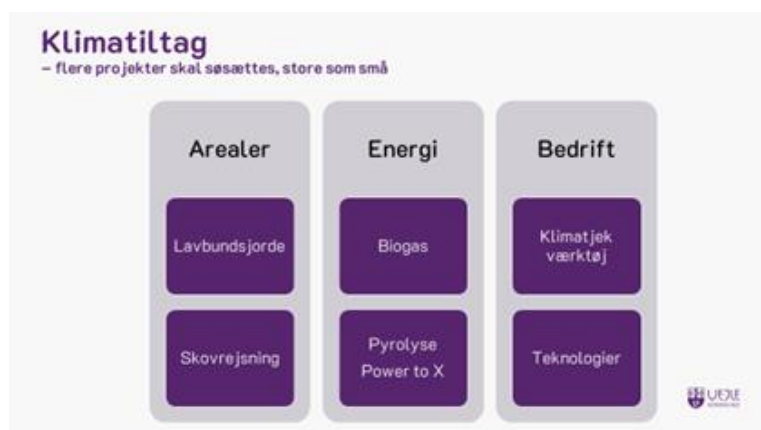 Klimatiltag
– flere projekter skal søsættes, store som små
Arealer
Lavbundsjorde
Skovrejsning
Energi
Biogas
Pyrolyse
Power to X
Bedrift
Klimatjek
værktøj
Teknologier
VEJLE